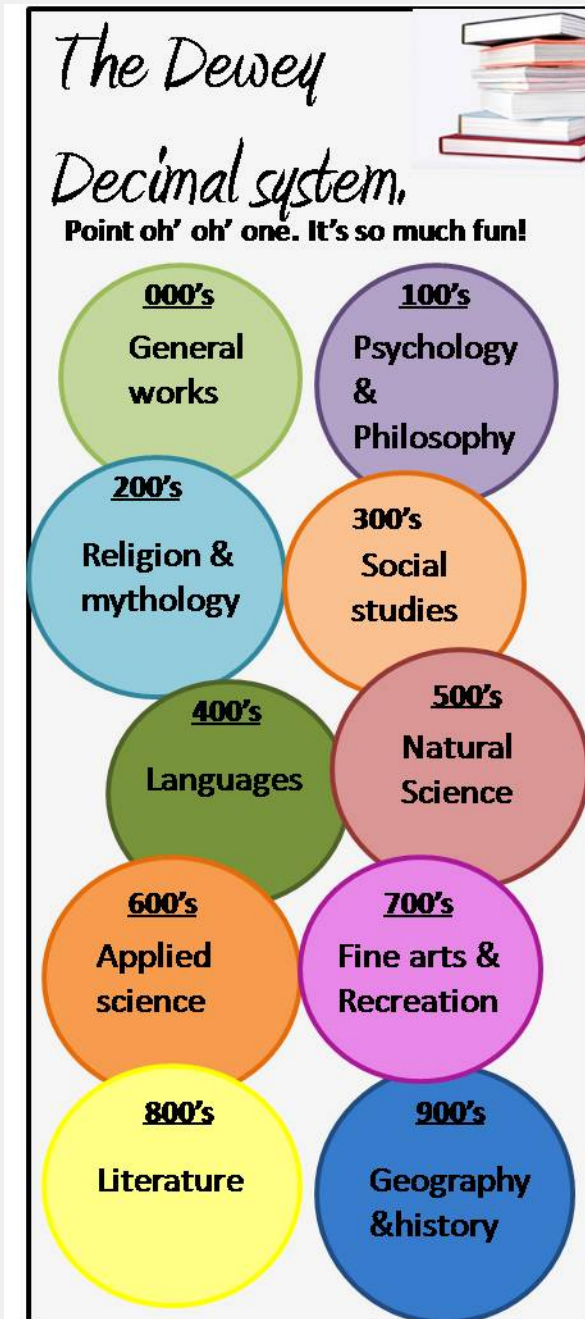 The Dewey
Decimal system.
Point oh' oh' one. It's so much fun!
000's
General
works
100's
Psychology
&
Philosophy
200's
Religion &
mythology
300's
Social
studies
400's
Languages
500's
Natural
Science
600's
Applied
science
700's
Fine arts &
Recreation
800's
Literature
900's
Geography
&history